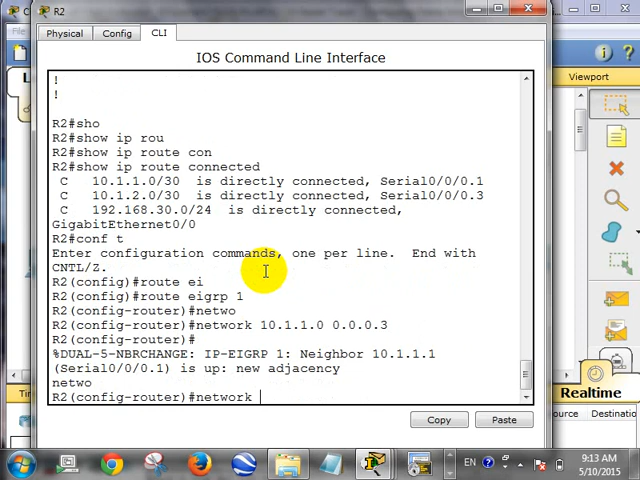 R2
Physical
Config
CLI
IOS Command Line Interface
!
!
R2#sho
R2#show ip rou
R2#show ip route con
R2#show ip route connected
C 10.1.1.0/30 is directly connected, Serial0/0/0.1
C 10.1.2.0/30 is directly connected, Serial0/0/0.3
C 192.168.30.0/24 is directly connected,
GigabitEthernet0/0
R2#conf t
Enter configuration commands, one per line. End with
CNTL/Z.
R2(config)#route ei
R2(config)#route eigrp 1
R2(config-router)#netwo
R2(config-router)#network 10.1.1.0 0.0.0.3
R2(config-router)#
%DUAL-5-NBRCHANGE: IP-EIGRP 1: Neighbor 10.1.1.1
(Serial0/0/0.1) is up: new adjacency
netwo
R2(config-router)#network
Copy
Paste
Viewport
Realtime
EN
9:13 AM
5/10/2015